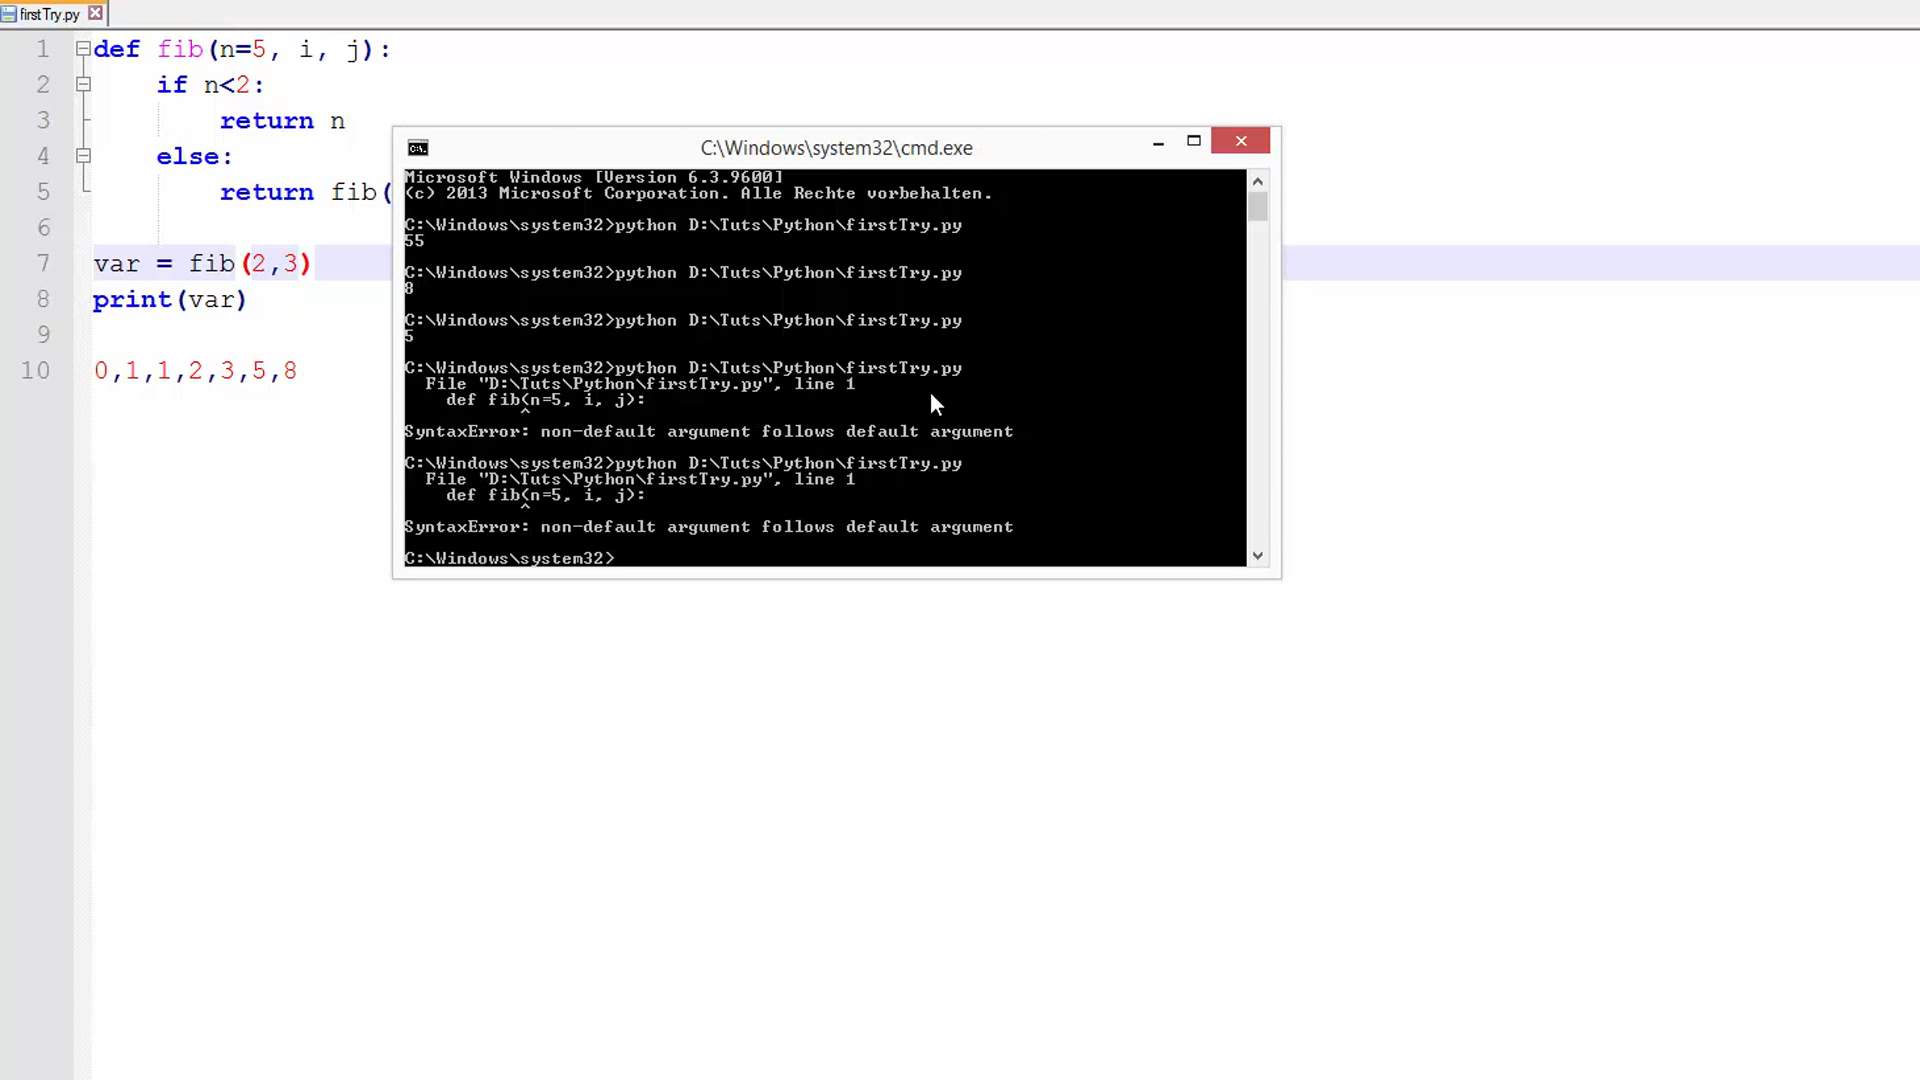 firstTry.py
1 def fib(n=5, i, j):
2 if n<2:
3 return n
4 else:
5 return fib(
6
7 var = fib(2,3)
8 print(var)
9
10 0,1,1,2,3,5,8
C:\Windows\system32\cmd.exe
Microsoft Windows [Version 6.3.9600]
(c) 2013 Microsoft Corporation. Alle Rechte vorbehalten.
C:\Windows\system32>python D:\Tuts\Python\firstTry.py
55
C:\Windows\system32>python D:\Tuts\Python\firstTry.py
8
C:\Windows\system32>python D:\Tuts\Python\firstTry.py
5
C:\Windows\system32>python D:\Tuts\Python\firstTry.py
File "D:\Tuts\Python\firstTry.py", line 1
def fib(n=5, i, j):
^
SyntaxError: non-default argument follows default argument
C:\Windows\system32>python D:\Tuts\Python\firstTry.py
File "D:\Tuts\Python\firstTry.py", line 1
def fib(n=5, i, j):
^
SyntaxError: non-default argument follows default argument
C:\Windows\system32>